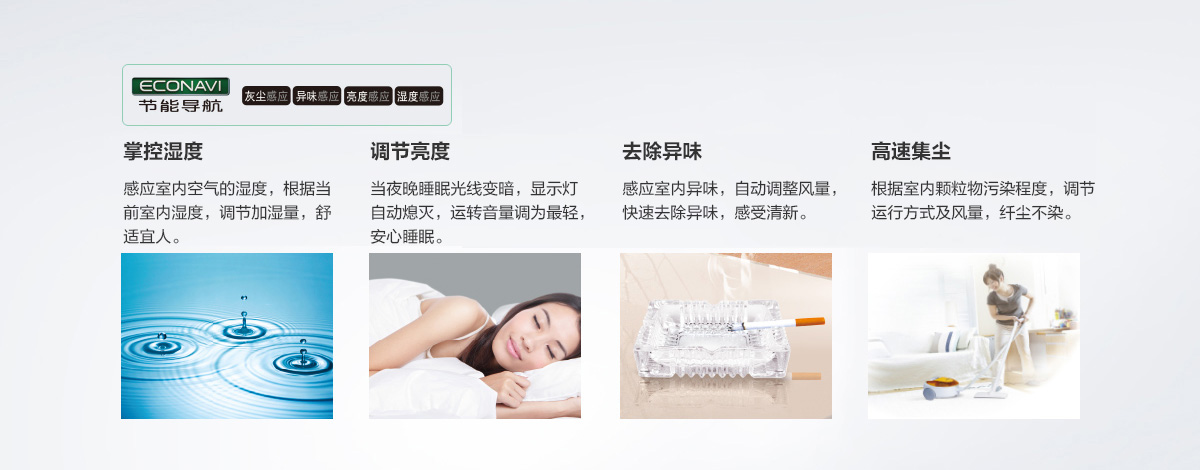 ECONAVI
节能导航
灰尘感应 异味感应 亮度感应 湿度感应
掌控湿度
感应室内空气的湿度，根据当
前室内湿度，调节加湿量，舒
适宜人。
调节亮度
当夜晚睡眠光线变暗，显示灯
自动熄灭，运转音量调为最轻，
安心睡眠。
去除异味
感应室内异味，自动调整风量，
快速去除异味，感受清新。
高速集尘
根据室内颗粒物污染程度，调节
运行方式及风量，纤尘不染。